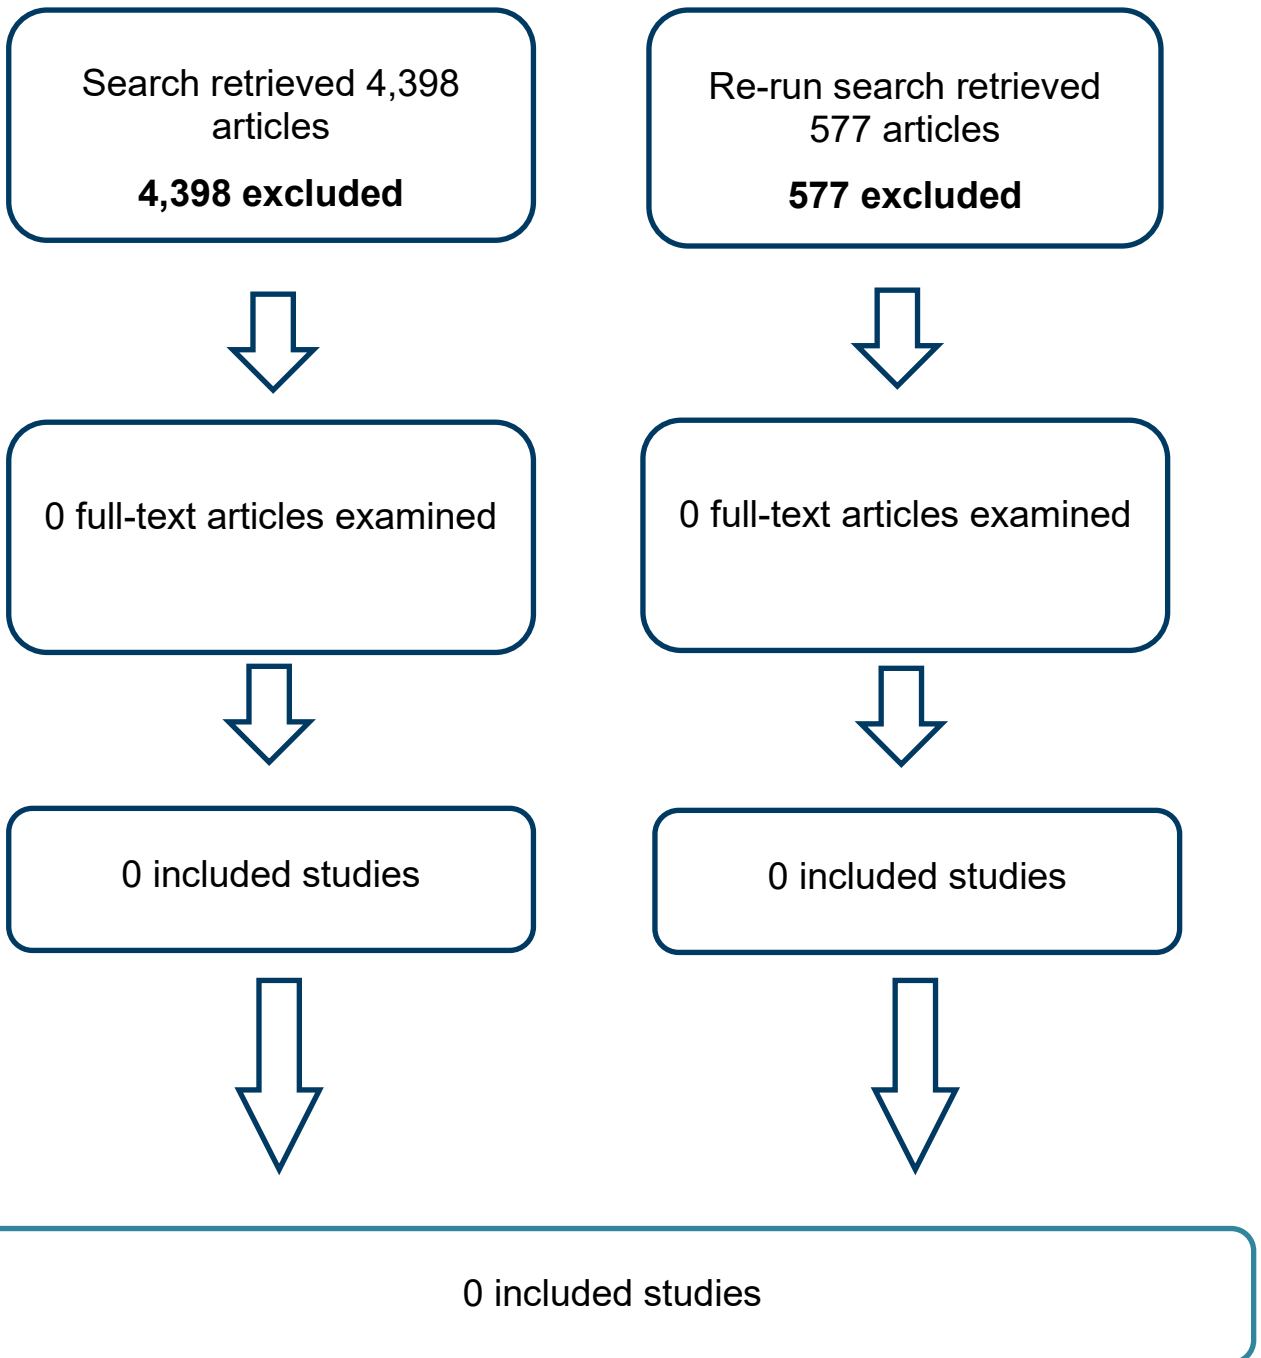 Search retrieved 4,398
articles
4,398 excluded
Re-run search retrieved
577 articles
577 excluded
0 full-text articles examined
0 full-text articles examined
0 included studies
0 included studies
0 included studies